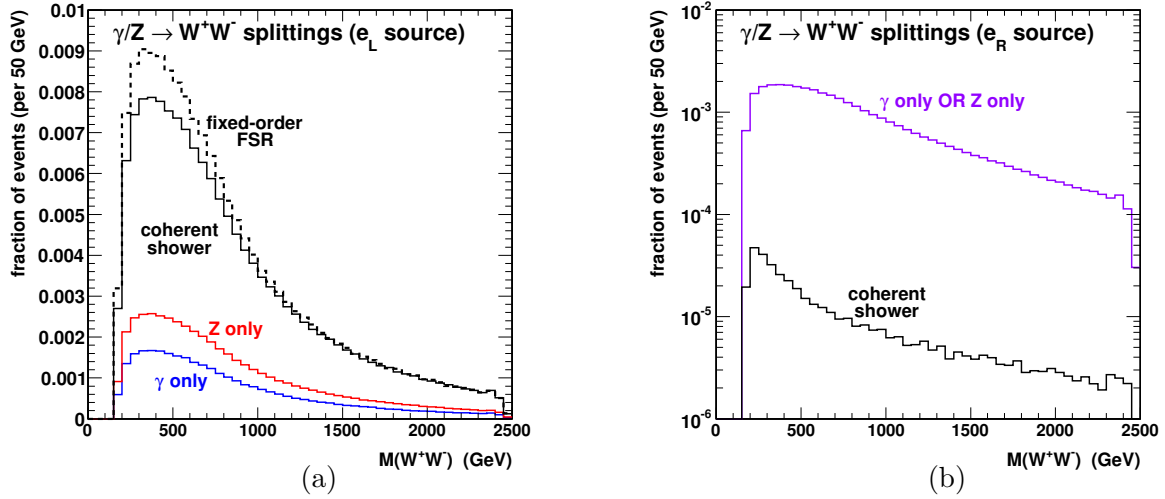 γ/Z → W⁺W⁻ splittings (e_L source)
fraction of events (per 50 GeV)
0.009
0.008
0.007
0.006
0.005
0.004
0.003
0.002
0.001
0
fixed-order
FSR
coherent
shower
Z only
γ only
0 500 1000 1500 2000 2500
M(W⁺W⁻) (GeV)
(a)
γ/Z → W⁺W⁻ splittings (e_R source)
fraction of events (per 50 GeV)
10⁻²
10⁻³
10⁻⁴
10⁻⁵
10⁻⁶
γ only OR Z only
coherent
shower
0 500 1000 1500 2000 2500
M(W⁺W⁻) (GeV)
(b)